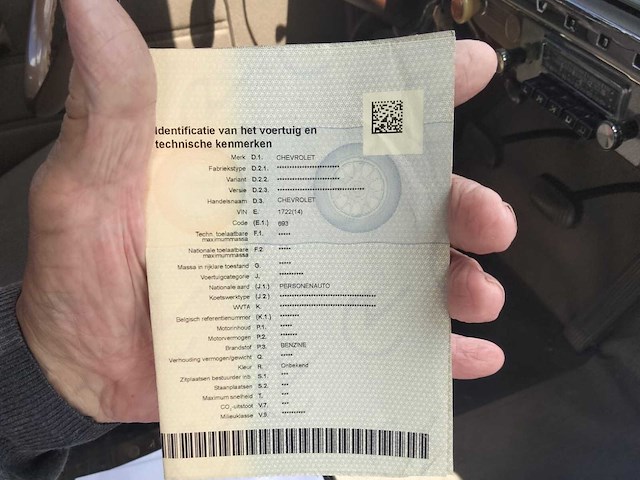 Identificatie van het voertuig en
technische kenmerken
Merk D.1. CHEVROLET
Fabriekstype D.2.1. ******************
Variant D.2.2. ******************
Versie D.2.3. *************************
Handelsnaam D.3. CHEVROLET
VIN E. 1722(14)
Code (E.1.) 693
Techn. toelaatbare F.1. *****
maximummassa
Nationale toelaatbare F.2. *****
maximummassa
Massa in rijklare toestand G. *****
Voertuigcategorie J. **********
Nationale aard (J.1.) PERSONENAUTO
Koetswerktype (J.2.) ******************************
WVTA K. ******************************
Belgisch referentienummer (K.1.) ********
Motorinhoud P.1. *****
Motorvermogen P.2. *******
Brandstof P.3. BENZINE
Verhouding vermogen/gewicht Q. *****
Kleur R. Onbekend
Zitplaatsen bestuurder inb. S.1. ***
Staanplaatsen S.2. ***
Maximum snelheid T. ***
CO₂-uitstoot V.7. ***
Milieuklasse V.9. **********